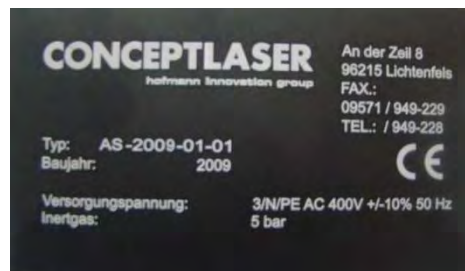 CONCEPTLASER
hofmann innovation group
An der Zeil 8
96215 Lichtenfels
FAX.:
09571 / 949-229
TEL.: / 949-228
CE
Typ: AS-2009-01-01
Baujahr: 2009
Versorgungspannung: 3/N/PE AC 400V +/-10% 50 Hz
Inertgas: 5 bar